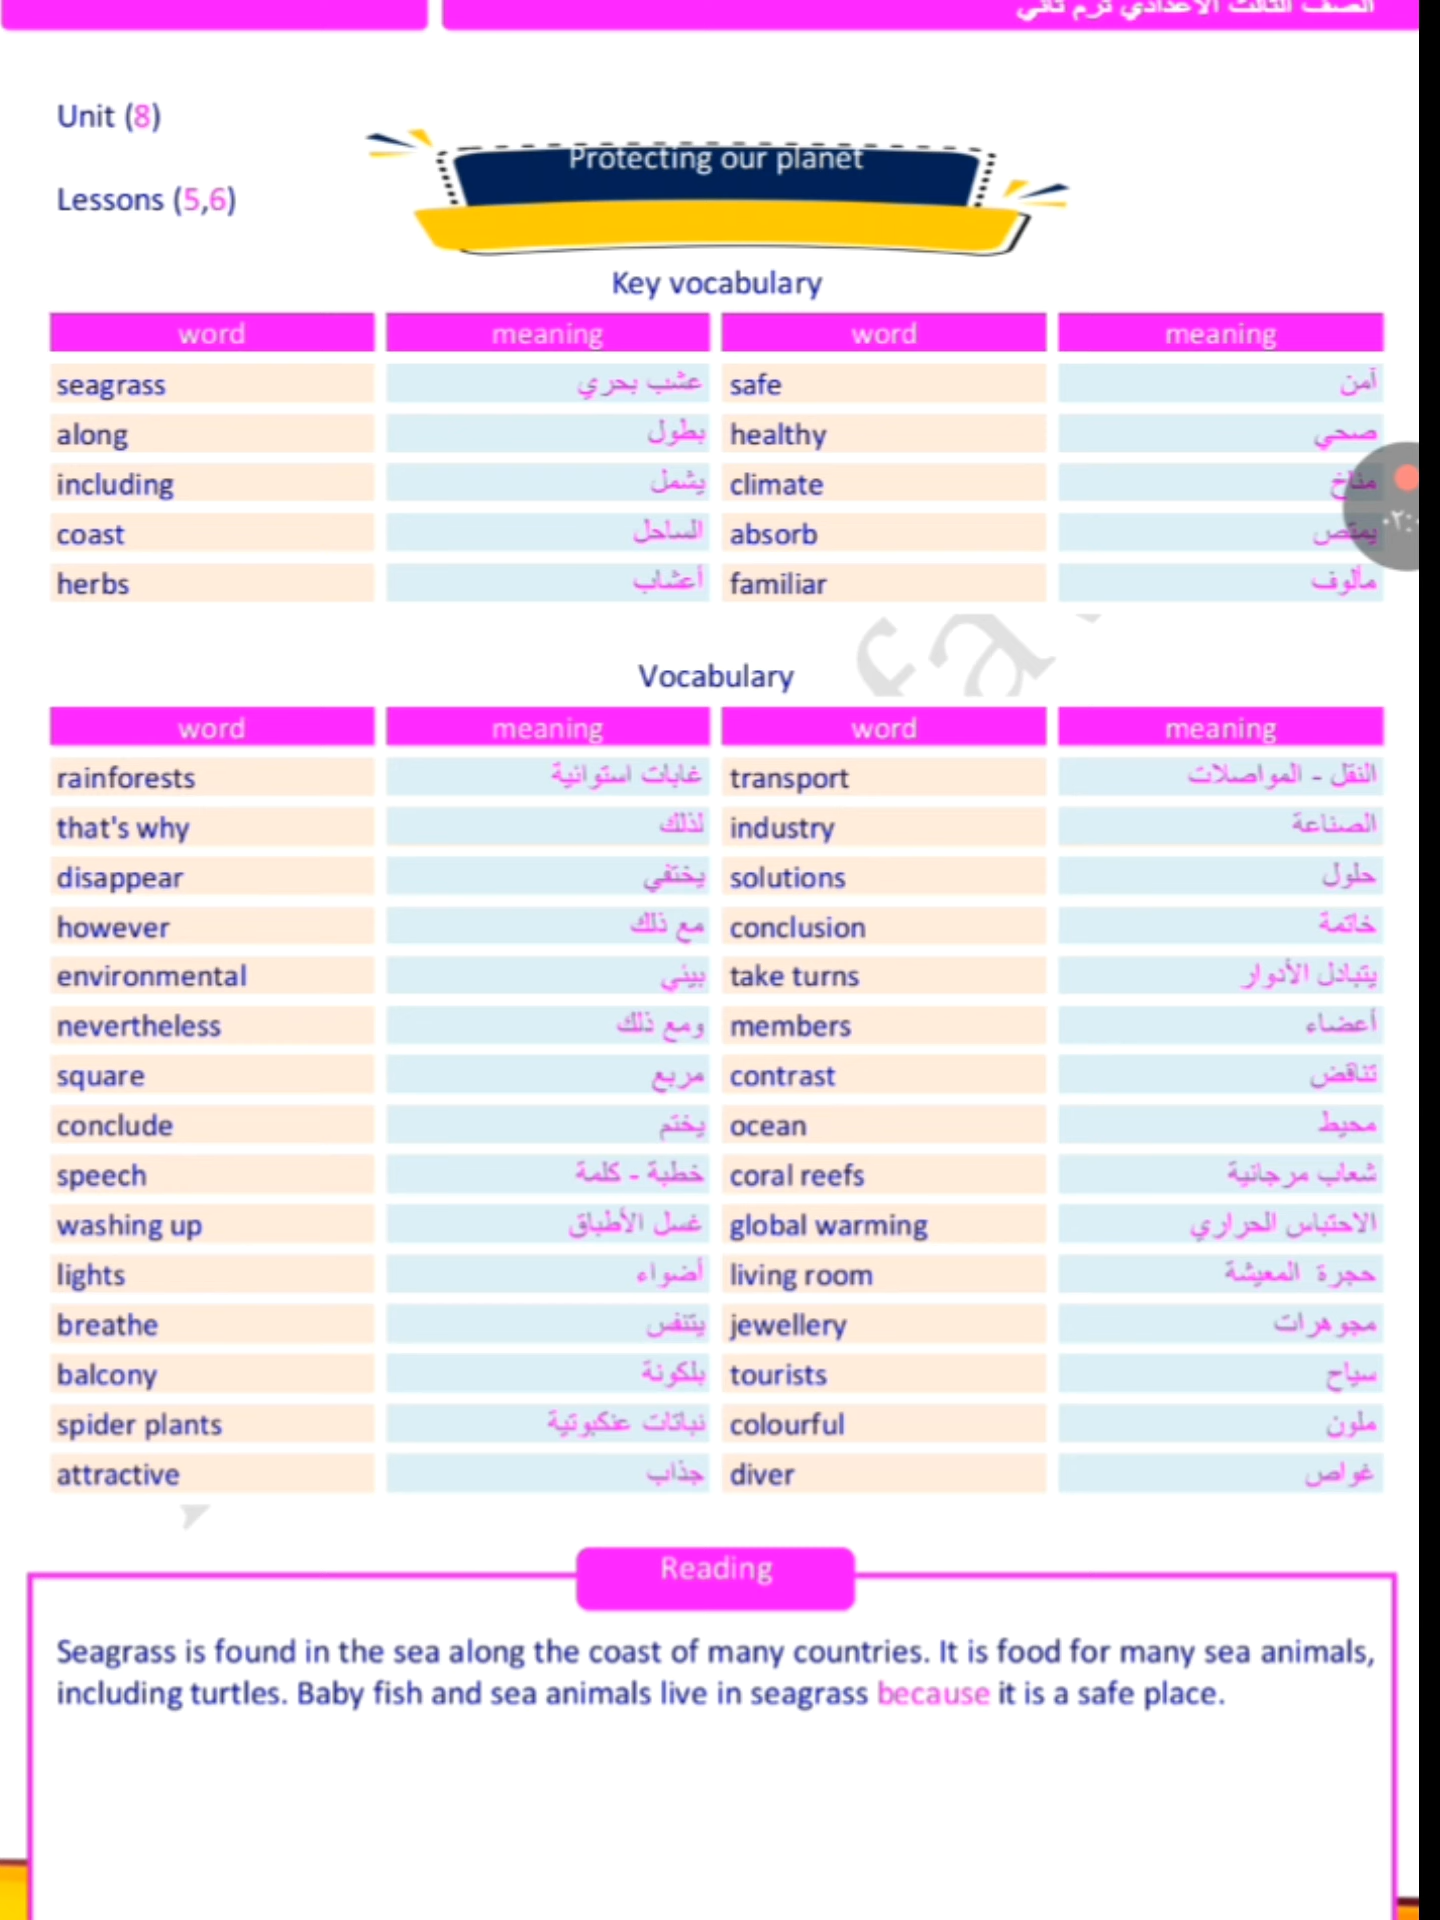 الصف الثالث الاعدادي ترم ثاني
Unit (8)
Protecting our planet
Lessons (5,6)
Key vocabulary
word meaning word meaning
seagrass عشب بحري safe آمن
along بطول healthy صحي
including يشمل climate مناخ
coast الساحل absorb يمتص
herbs أعشاب familiar مألوف
Vocabulary
word meaning word meaning
rainforests غابات استوائية transport النقل - المواصلات
that's why لذلك industry الصناعة
disappear يختفي solutions حلول
however مع ذلك conclusion خاتمة
environmental بيئي take turns يتبادل الأدوار
nevertheless ومع ذلك members أعضاء
square مربع contrast تناقض
conclude يختم ocean محيط
speech خطبة - كلمة coral reefs شعاب مرجانية
washing up غسل الأطباق global warming الاحتباس الحراري
lights أضواء living room حجرة المعيشة
breathe يتنفس jewellery مجوهرات
balcony بلكونة tourists سياح
spider plants نباتات عنكبوتية colourful ملون
attractive جذاب diver غواص
Reading
Seagrass is found in the sea along the coast of many countries. It is food for many sea animals,
including turtles. Baby fish and sea animals live in seagrass because it is a safe place.